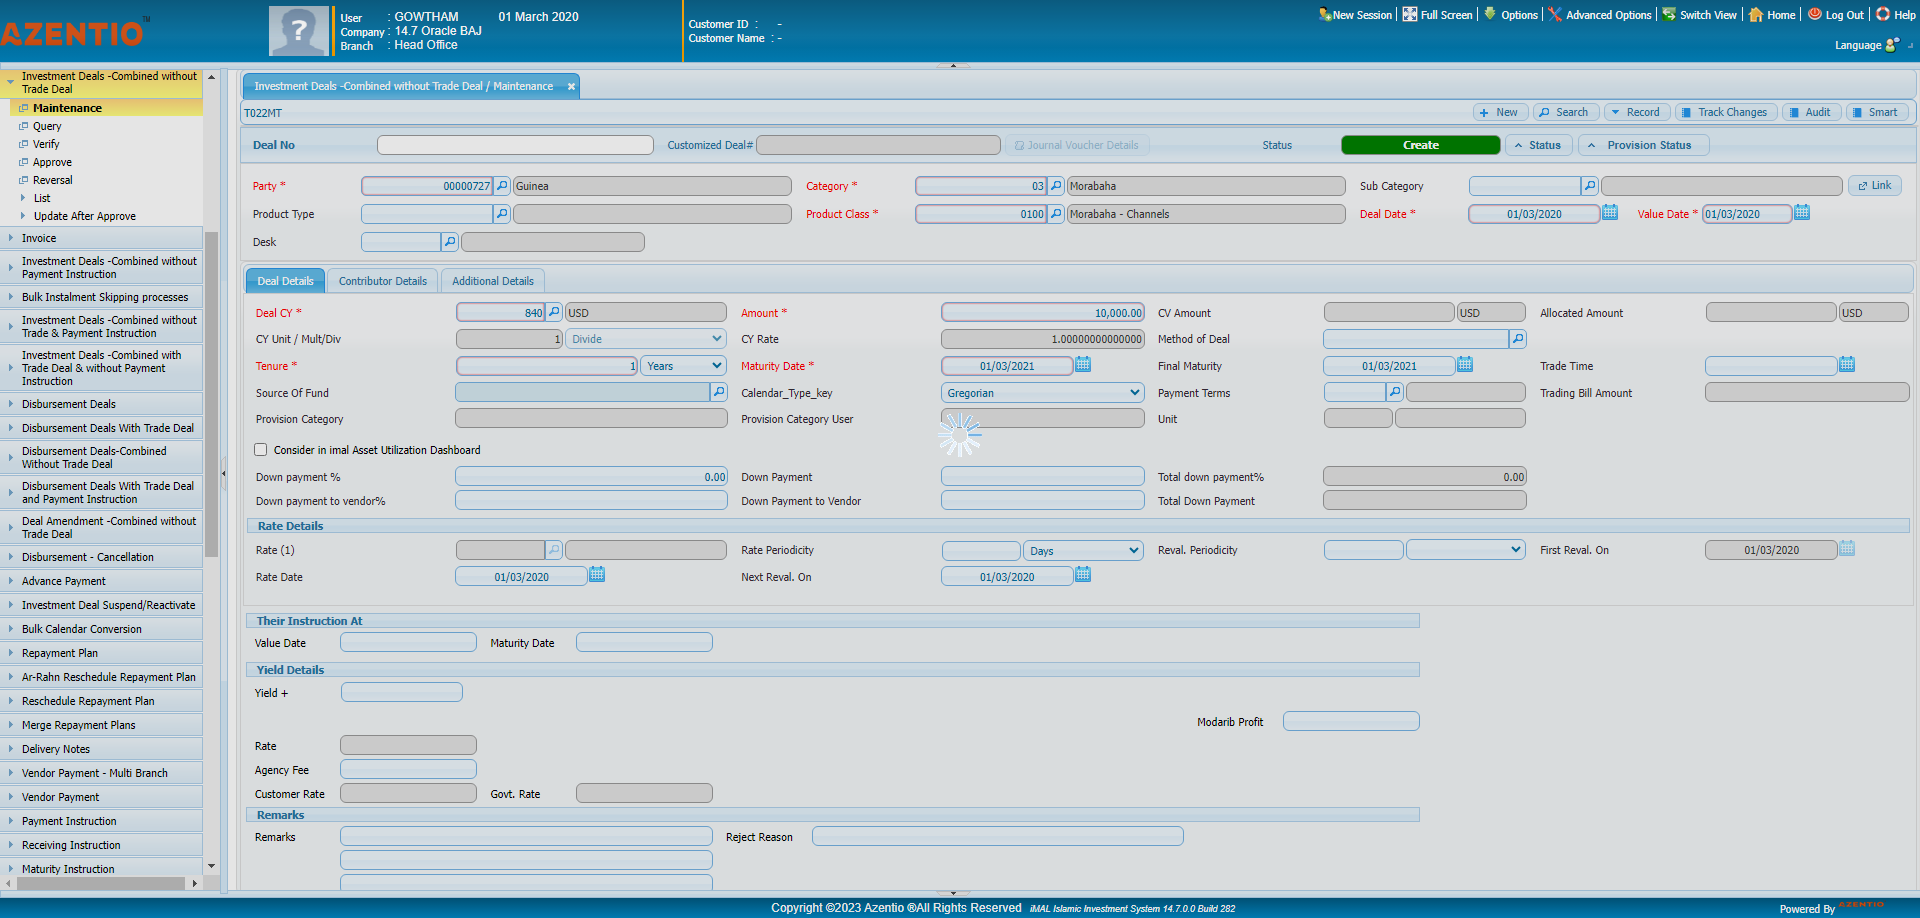 AZENTIO™
User : GOWTHAM 01 March 2020
Company : 14.7 Oracle BAJ
Branch : Head Office
Customer ID : -
Customer Name : -
New Session | Full Screen | Options | Advanced Options | Switch View | Home | Log Out | Help
Language
Investment Deals -Combined without
Trade Deal
Maintenance
Query
Verify
Approve
Reversal
List
Update After Approve
Invoice
Investment Deals -Combined without
Payment Instruction
Bulk Instalment Skipping processes
Investment Deals -Combined without
Trade & Payment Instruction
Investment Deals -Combined with
Trade Deal & without Payment
Instruction
Disbursement Deals
Disbursement Deals With Trade Deal
Disbursement Deals-Combined
Without Trade Deal
Disbursement Deals With Trade Deal
and Payment Instruction
Deal Amendment -Combined without
Trade Deal
Disbursement - Cancellation
Advance Payment
Investment Deal Suspend/Reactivate
Bulk Calendar Conversion
Repayment Plan
Ar-Rahn Reschedule Repayment Plan
Reschedule Repayment Plan
Merge Repayment Plans
Delivery Notes
Vendor Payment - Multi Branch
Vendor Payment
Payment Instruction
Receiving Instruction
Maturity Instruction
Investment Deals -Combined without Trade Deal / Maintenance
T022MT New Search Record Track Changes Audit Smart
Deal No Customized Deal# Journal Voucher Details Status Create Status Provision Status
Party * 00000727 Guinea Category * 03 Morabaha Sub Category Link
Product Type Product Class * 0100 Morabaha - Channels Deal Date * 01/03/2020 Value Date * 01/03/2020
Desk
Deal Details Contributor Details Additional Details
Deal CY * 840 USD Amount * 10,000.00 CV Amount USD Allocated Amount USD
CY Unit / Mult/Div 1 Divide CY Rate 1.00000000000000 Method of Deal
Tenure * 1 Years Maturity Date * 01/03/2021 Final Maturity 01/03/2021 Trade Time
Source Of Fund Calendar_Type_key Gregorian Payment Terms Trading Bill Amount
Provision Category Provision Category User Unit
Consider in imal Asset Utilization Dashboard
Down payment % 0.00 Down Payment Total down payment% 0.00
Down payment to vendor% Down Payment to Vendor Total Down Payment
Rate Details
Rate (1) Rate Periodicity Days Reval. Periodicity First Reval. On 01/03/2020
Rate Date 01/03/2020 Next Reval. On 01/03/2020
Their Instruction At
Value Date Maturity Date
Yield Details
Yield +
Modarib Profit
Rate
Agency Fee
Customer Rate Govt. Rate
Remarks
Remarks Reject Reason
Copyright ©2023 Azentio ®All Rights Reserved iMAL Islamic Investment System 14.7.0.0 Build 282
Powered By AZENTIO